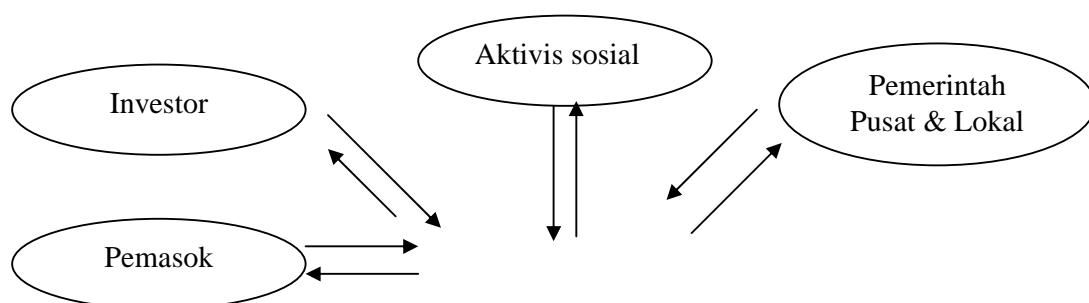 Aktivis sosial
Investor
Pemerintah
Pusat & Lokal
Pemasok